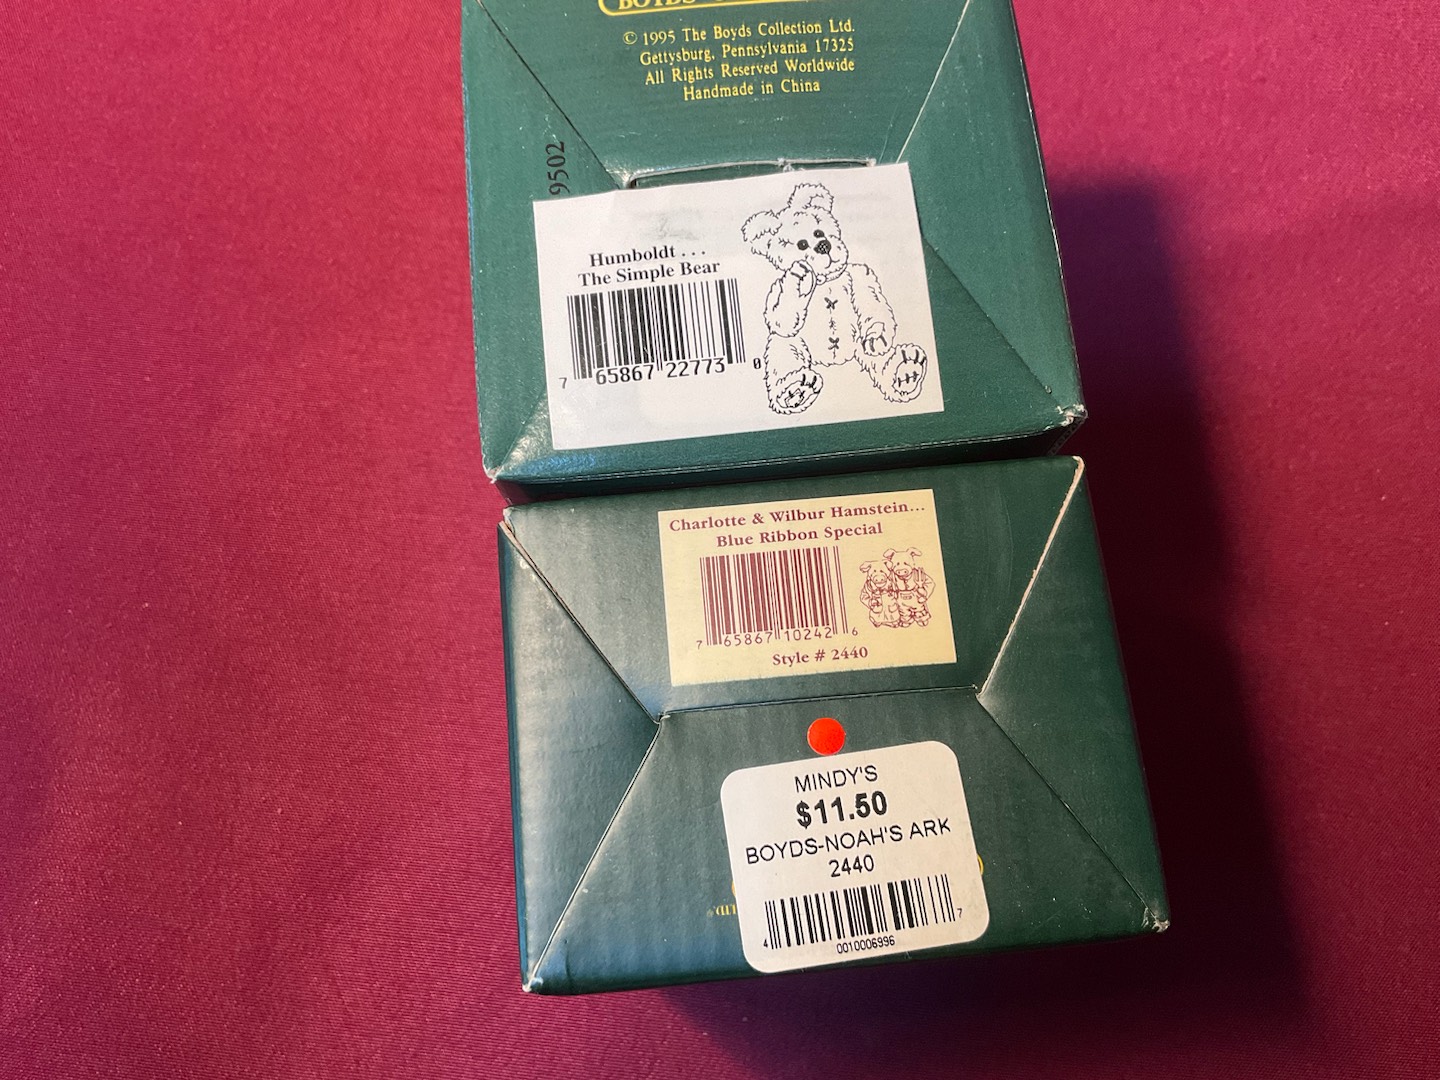 © 1995 The Boyds Collection Ltd.
Gettysburg, Pennsylvania 17325
All Rights Reserved Worldwide
Handmade in China
9502
Humboldt . . .
The Simple Bear
7 65867 22773 0
Charlotte & Wilbur Hamstein...
Blue Ribbon Special
7 65867 10242 6
Style # 2440
MINDY'S
$11.50
BOYDS-NOAH'S ARK
2440
4 0010006996 7